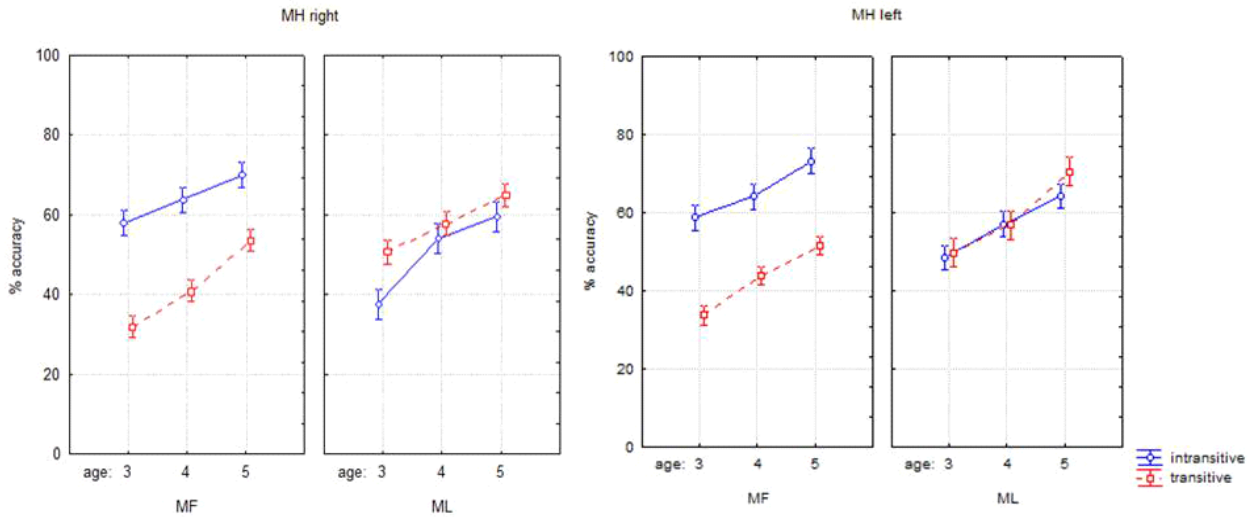 MH right
MH left
100
80
60
40
20
0
% accuracy
age: 3 4 5
MF
age: 3 4 5
ML
100
80
60
40
20
0
% accuracy
age: 3 4 5
MF
age: 3 4 5
ML
intransitive
transitive